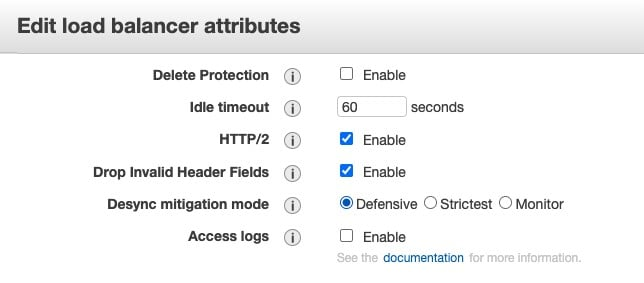 Edit load balancer attributes
Delete Protection i Enable
Idle timeout i 60 seconds
HTTP/2 i Enable
Drop Invalid Header Fields i Enable
Desync mitigation mode i Defensive Strictest Monitor
Access logs i Enable
See the documentation for more information.